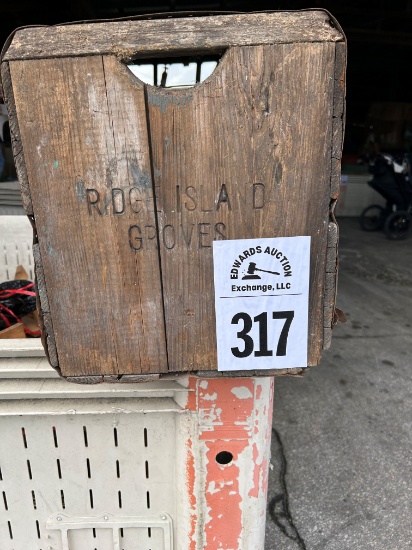 RIDGE ISLAND
GROVES
EDWARDS AUCTION
Exchange, LLC
317